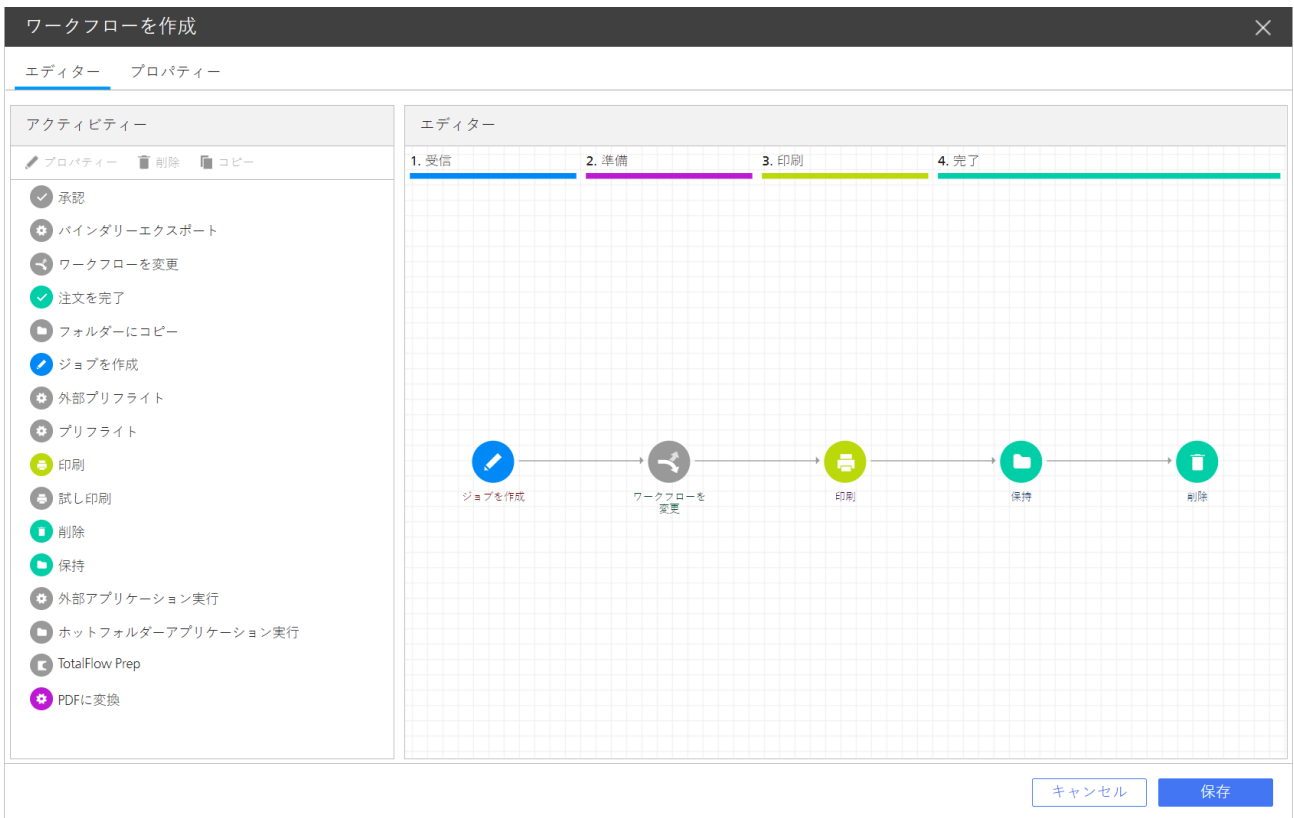 ワークフローを作成
エディター
プロパティー
アクティビティー
プロパティー
削除
コピー
承認
バインダリーエクスポート
ワークフローを変更
注文を完了
フォルダーにコピー
ジョブを作成
外部プリフライト
プリフライト
印刷
試し印刷
削除
保持
外部アプリケーション実行
ホットフォルダーアプリケーション実行
TotalFlow Prep
PDFに変換
エディター
1. 受信
2. 準備
3. 印刷
4. 完了
ジョブを作成
ワークフローを
変更
印刷
保持
削除
キャンセル
保存